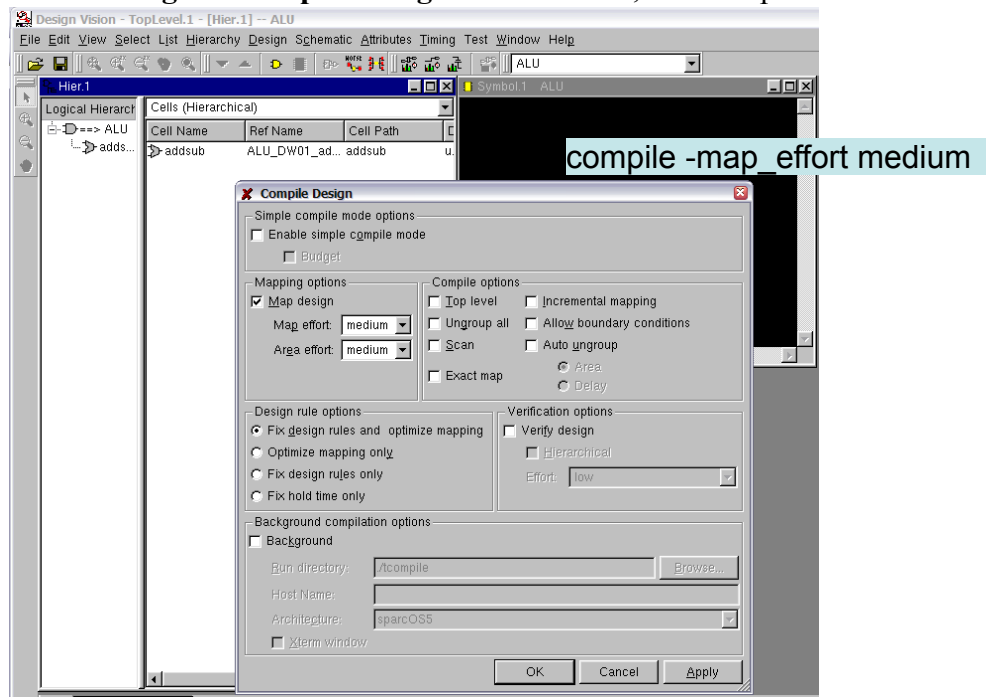 Design Vision - TopLevel.1 - [Hier.1] -- ALU
File Edit View Select List Hierarchy Design Schematic Attributes Timing Test Window Help
ALU
Hier.1
Symbol.1 ALU
Logical Hierarch
Cells (Hierarchical)
Cell Name Ref Name Cell Path
==> ALU
adds...
addsub ALU_DW01_ad... addsub u.
compile -map_effort medium
Compile Design
Simple compile mode options
Enable simple compile mode
Budget
Mapping options
Map design
Map effort: medium
Area effort: medium
Compile options
Top level
Incremental mapping
Ungroup all
Allow boundary conditions
Scan
Auto ungroup
Area
Exact map
Delay
Design rule options
Fix design rules and optimize mapping
Optimize mapping only
Fix design rules only
Fix hold time only
Verification options
Verify design
Hierarchical
Effort: low
Background compilation options
Background
Run directory: ./tcompile Browse...
Host Name:
Architecture: sparcOS5
Xterm window
OK Cancel Apply